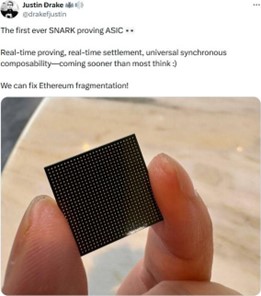 Justin Drake
@drakefjustin
The first ever SNARK proving ASIC 👀
Real-time proving, real-time settlement, universal synchronous
composability—coming sooner than most think :)
We can fix Ethereum fragmentation!